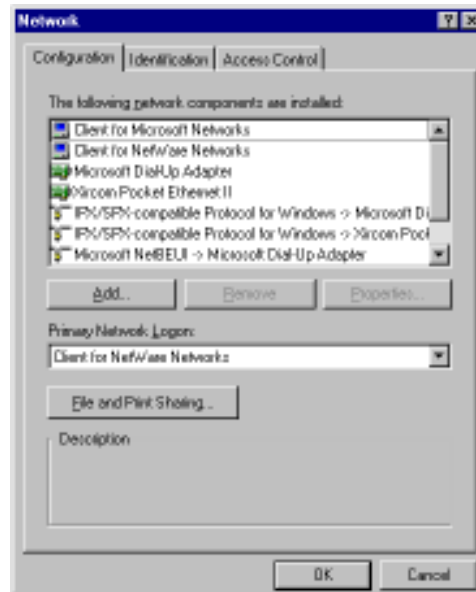 Network
Configuration Identification Access Control
The following network components are installed:
Client for Microsoft Networks
Client for NetWare Networks
Microsoft Dial-Up Adapter
Xircom Pocket Ethernet II
IPX/SPX-compatible Protocol for Windows -> Microsoft Di
IPX/SPX-compatible Protocol for Windows -> Xircom Pock
Microsoft NetBEUI -> Microsoft Dial-Up Adapter
Add... Remove Properties...
Primary Network Logon:
Client for NetWare Networks
File and Print Sharing...
Description
OK Cancel